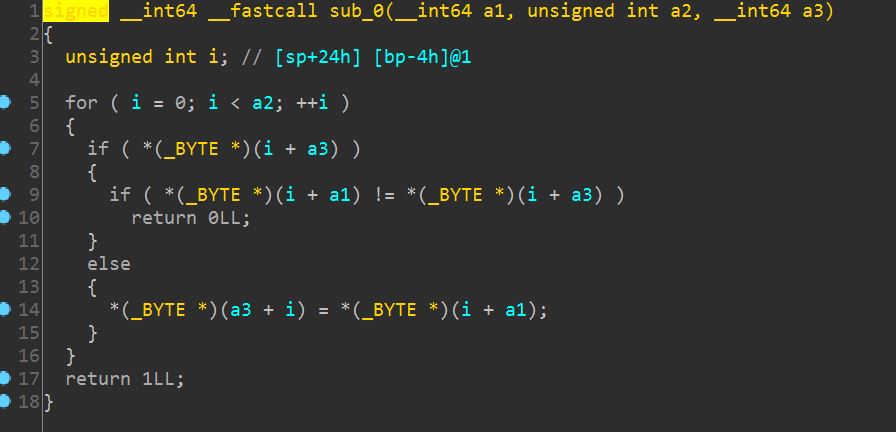 1 signed __int64 __fastcall sub_0(__int64 a1, unsigned int a2, __int64 a3)
2 {
3   unsigned int i; // [sp+24h] [bp-4h]@1
4
5   for ( i = 0; i < a2; ++i )
6   {
7     if ( *(_BYTE *)(i + a3) )
8     {
9       if ( *(_BYTE *)(i + a1) != *(_BYTE *)(i + a3) )
10         return 0LL;
11     }
12     else
13     {
14       *(_BYTE *)(a3 + i) = *(_BYTE *)(i + a1);
15     }
16   }
17   return 1LL;
18 }